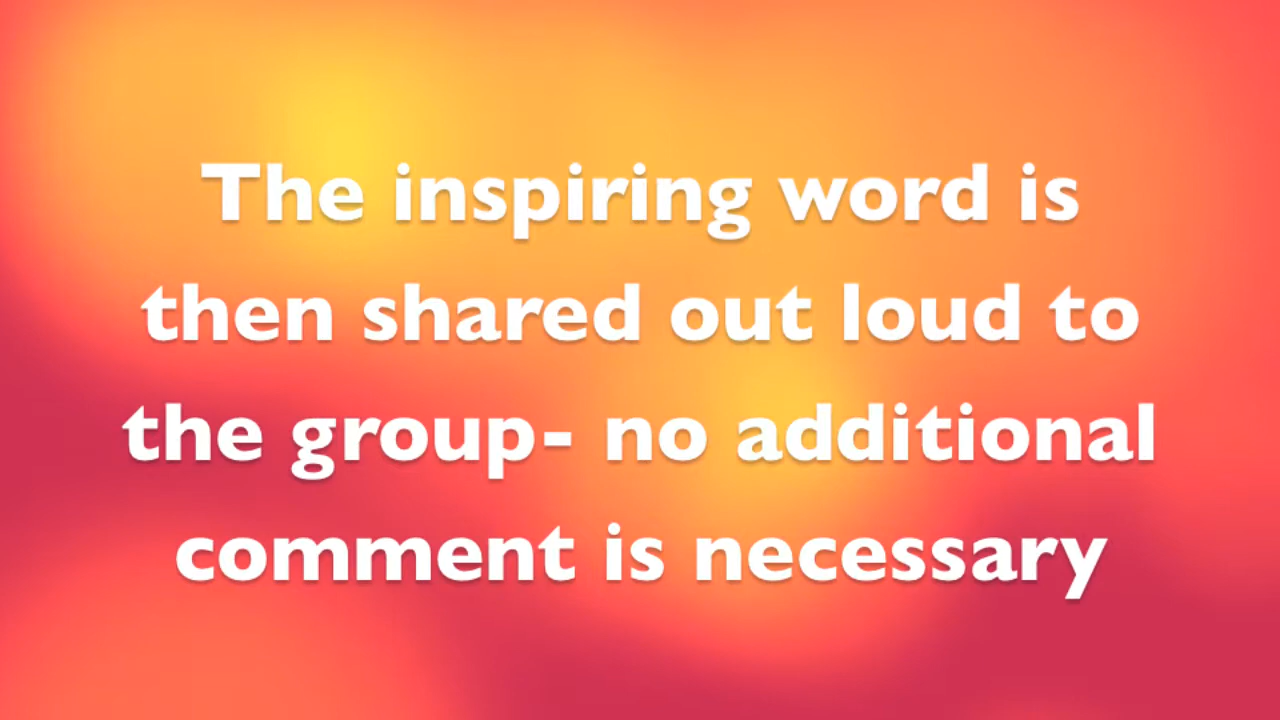 The inspiring word is
then shared out loud to
the group- no additional
comment is necessary